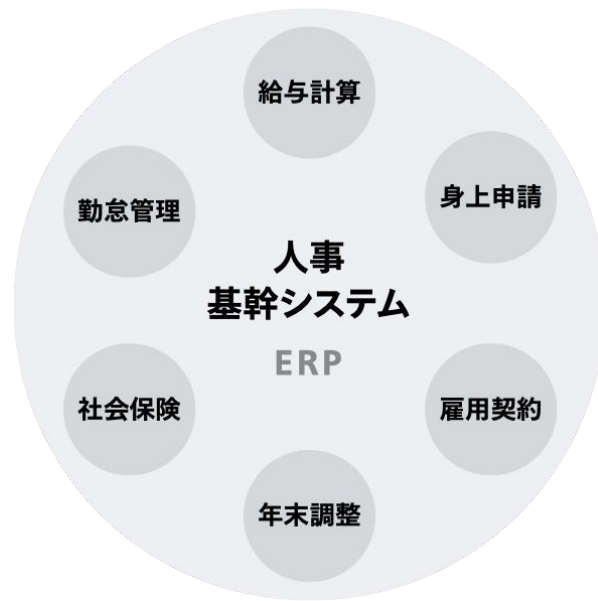 給与計算
勤怠管理
身上申請
人事
基幹システム
ERP
社会保険
雇用契約
年末調整